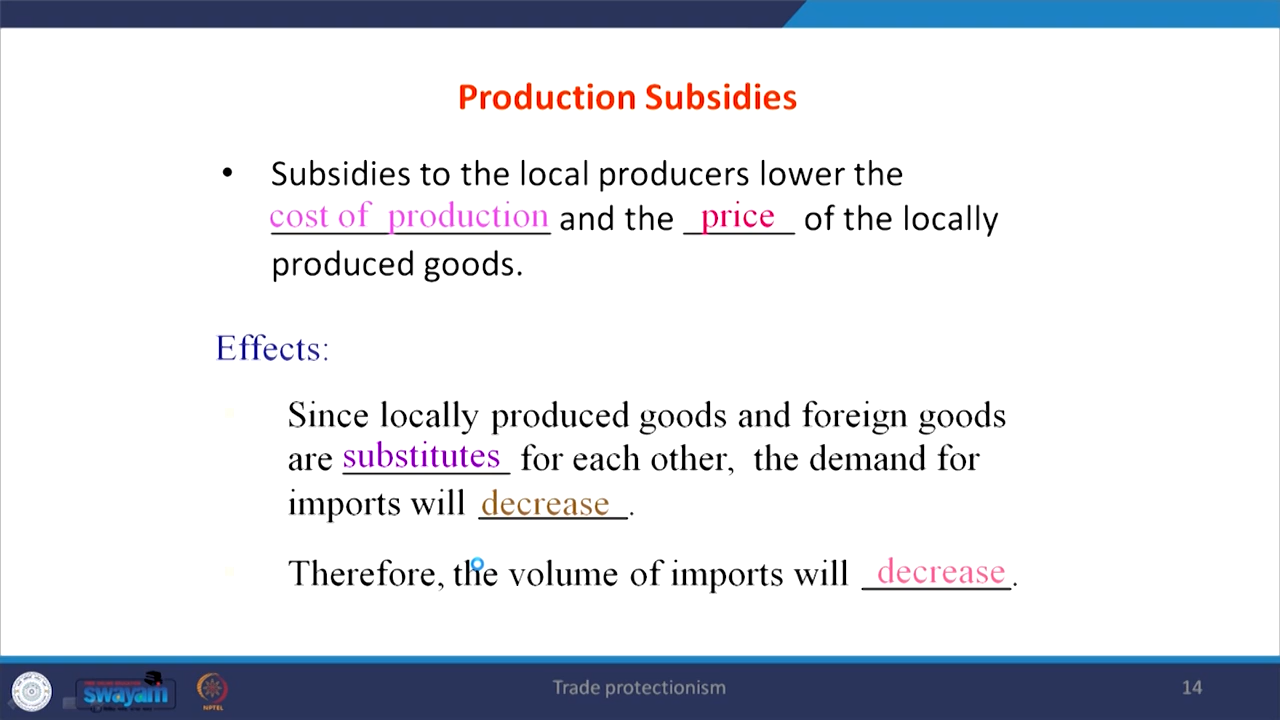 Production Subsidies
• Subsidies to the local producers lower the
cost of production and the price of the locally
produced goods.
Effects:
Since locally produced goods and foreign goods
are substitutes for each other, the demand for
imports will decrease.
Therefore, the volume of imports will decrease.
swayam
NPTEL
Trade protectionism
14